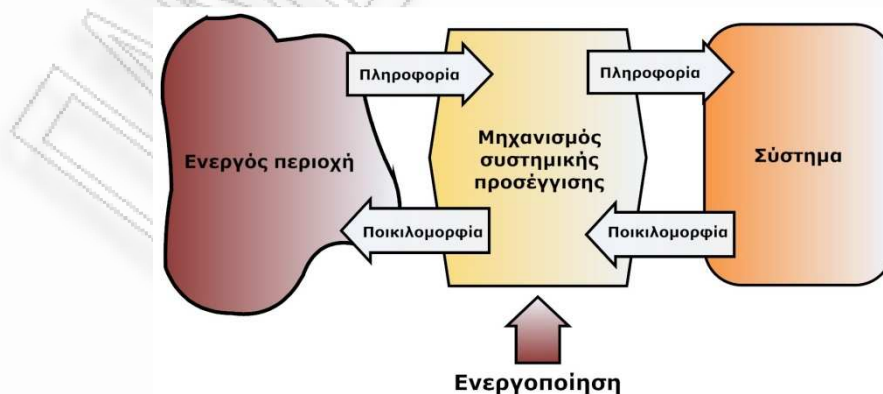 Πληροφορία
Πληροφορία
Ενεργός περιοχή
Μηχανισμός
συστημικής
προσέγγισης
Σύστημα
Ποικιλομορφία
Ποικιλομορφία
Ενεργοποίηση